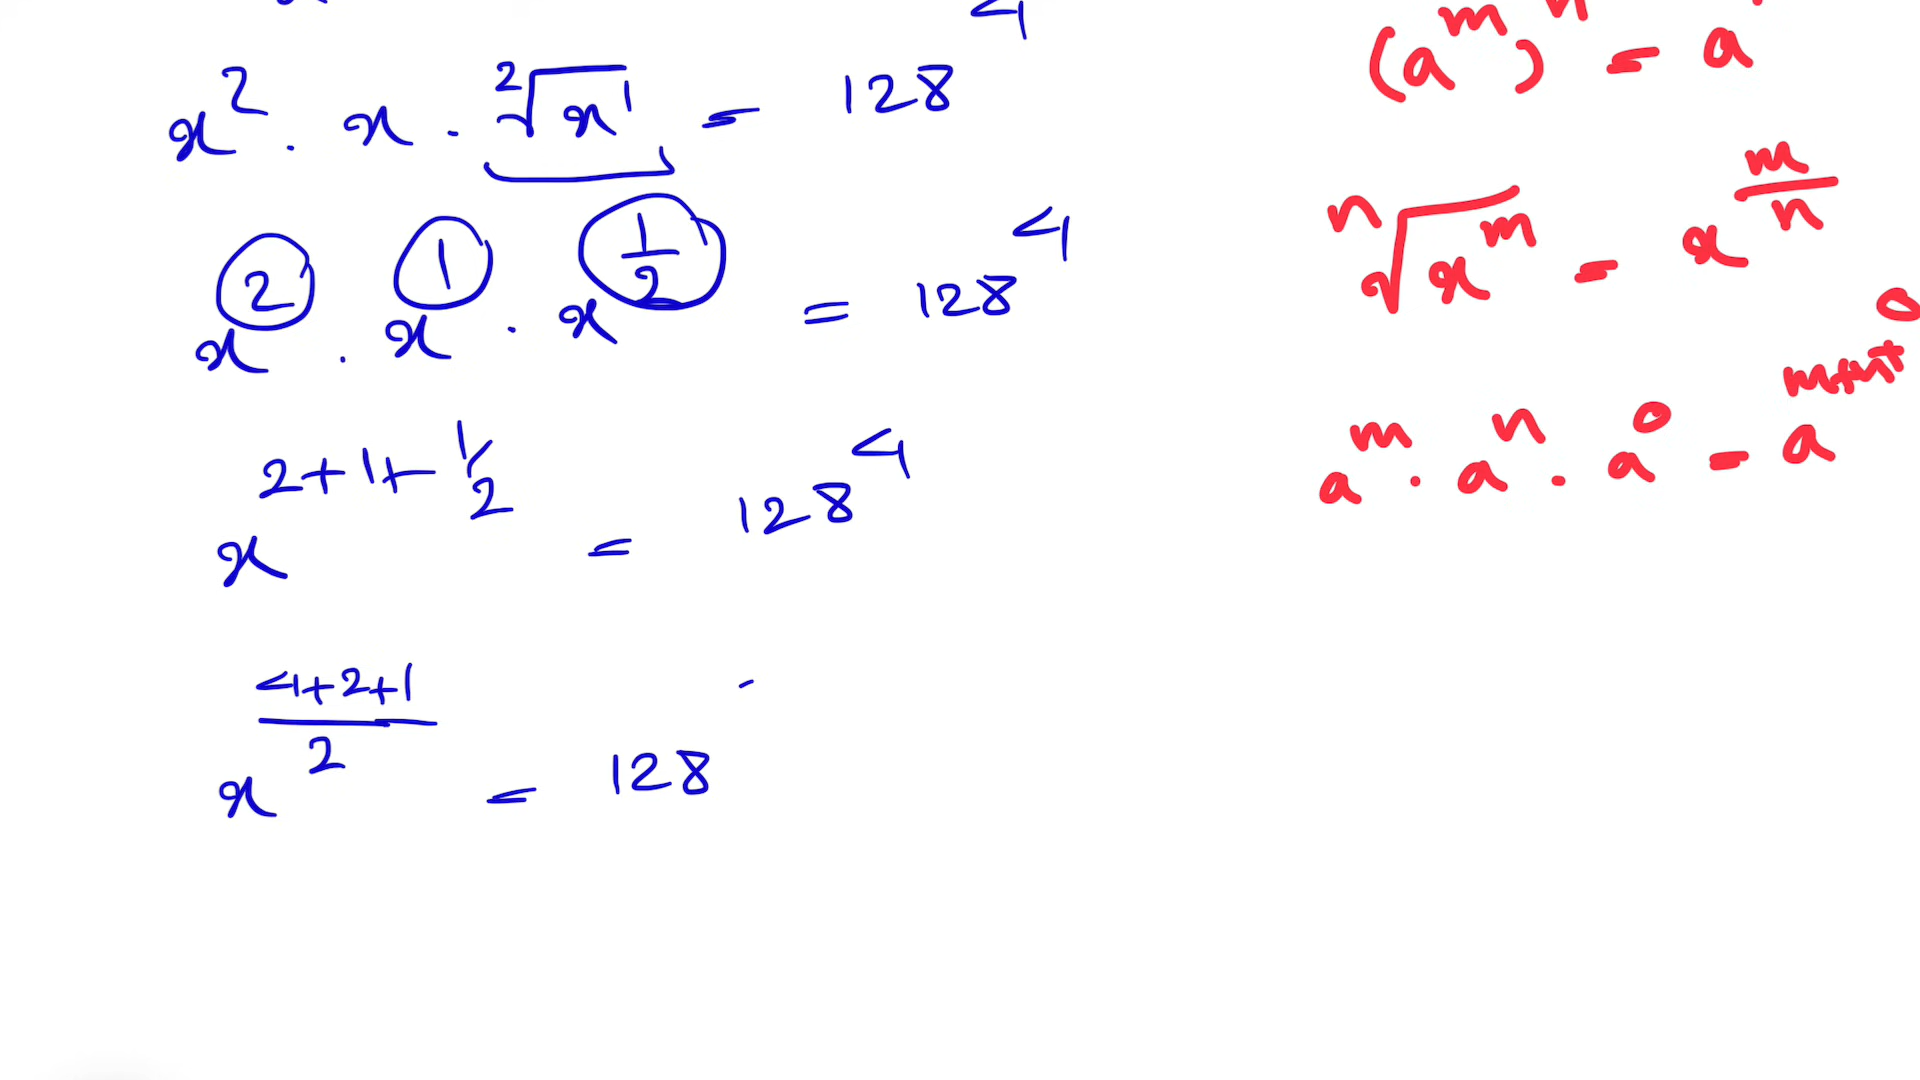 x² · x · ²√x¹ = 128⁴
x² · x¹ · x^(1/2) = 128⁴
x^(2+1+1/2) = 128⁴
x^((4+2+1)/2) = 128
(a^m)^n = a
ⁿ√x^m = x^(m/n)
a^m · a^n · a^o = a^(m+n+o)